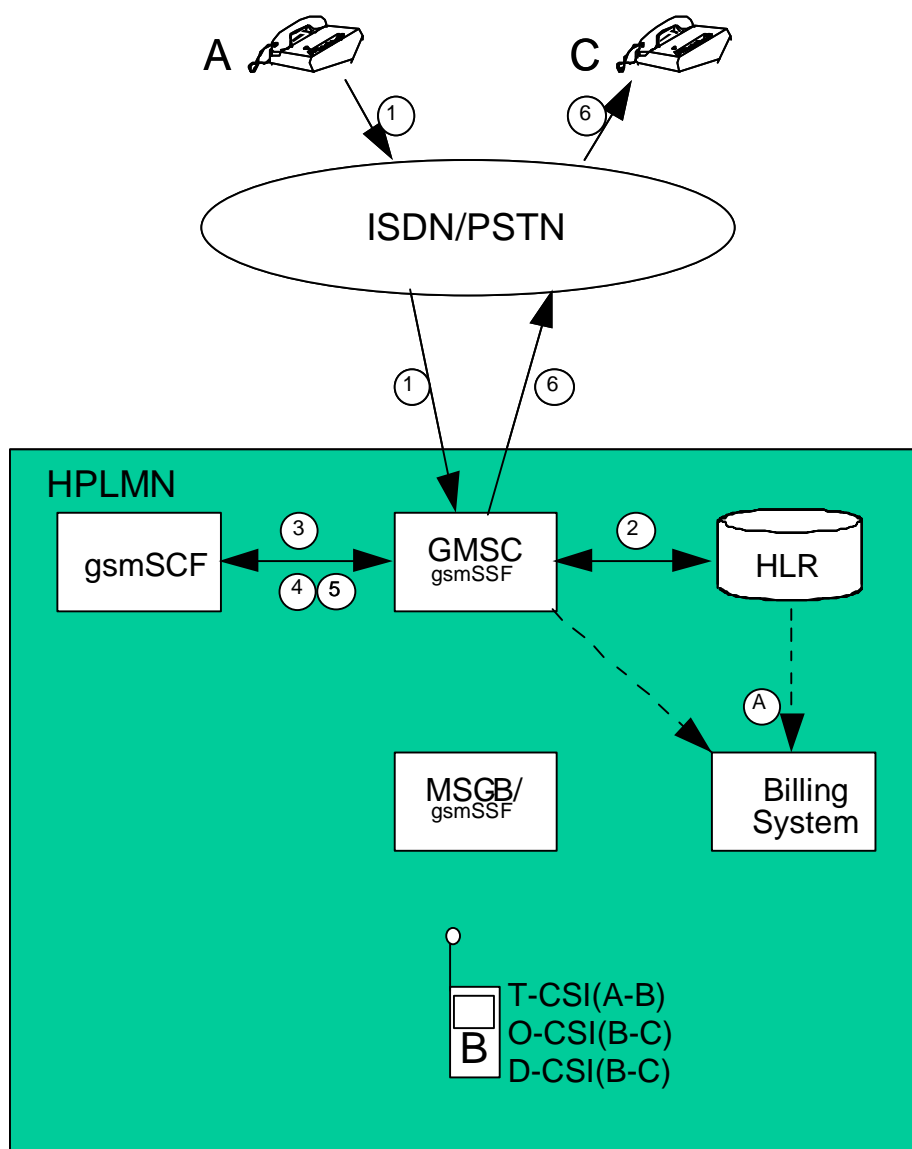 A
C
1
6
ISDN/PSTN
1
6
HPLMN
gsmSCF
3
4
5
GMSC
gsmSSF
2
HLR
A
MSCB/
gsmSSF
Billing
System
B
T-CSI(A-B)
O-CSI(B-C)
D-CSI(B-C)